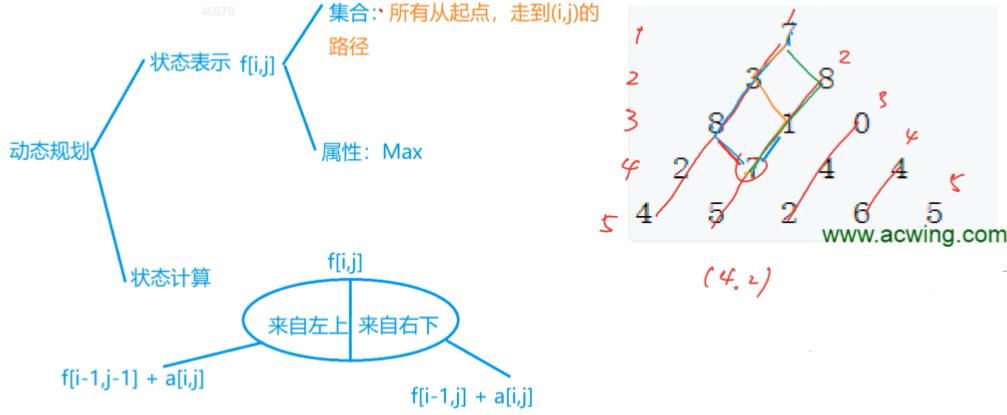 46676
集合：所有从起点，走到(i,j)的
路径
状态表示 f[i,j]
动态规划
属性：Max
状态计算
f[i,j]
来自左上 来自右下
f[i-1,j-1] + a[i,j]
f[i-1,j] + a[i,j]
1 7
2 3 8 2
3 8 1 0 3
4 2 7 4 4 4
5 4 5 2 6 5 5
www.acwing.com
(4.2)